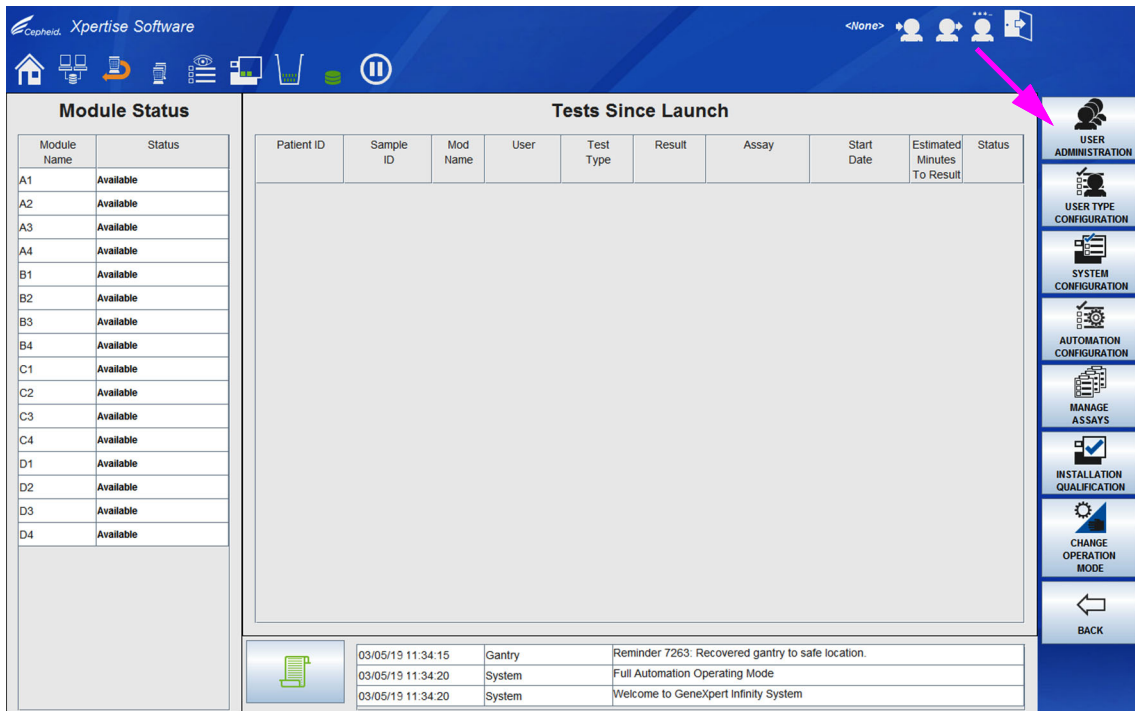 Cepheid. Xpertise Software
<None>
Module Status
Module Name Status
A1 Available
A2 Available
A3 Available
A4 Available
B1 Available
B2 Available
B3 Available
B4 Available
C1 Available
C2 Available
C3 Available
C4 Available
D1 Available
D2 Available
D3 Available
D4 Available
Tests Since Launch
Patient ID Sample ID Mod Name User Test Type Result Assay Start Date Estimated Minutes To Result Status
03/05/19 11:34:15 Gantry Reminder 7263: Recovered gantry to safe location.
03/05/19 11:34:20 System Full Automation Operating Mode
03/05/19 11:34:20 System Welcome to GeneXpert Infinity System
USER
ADMINISTRATION
USER TYPE
CONFIGURATION
SYSTEM
CONFIGURATION
AUTOMATION
CONFIGURATION
MANAGE
ASSAYS
INSTALLATION
QUALIFICATION
CHANGE
OPERATION
MODE
BACK